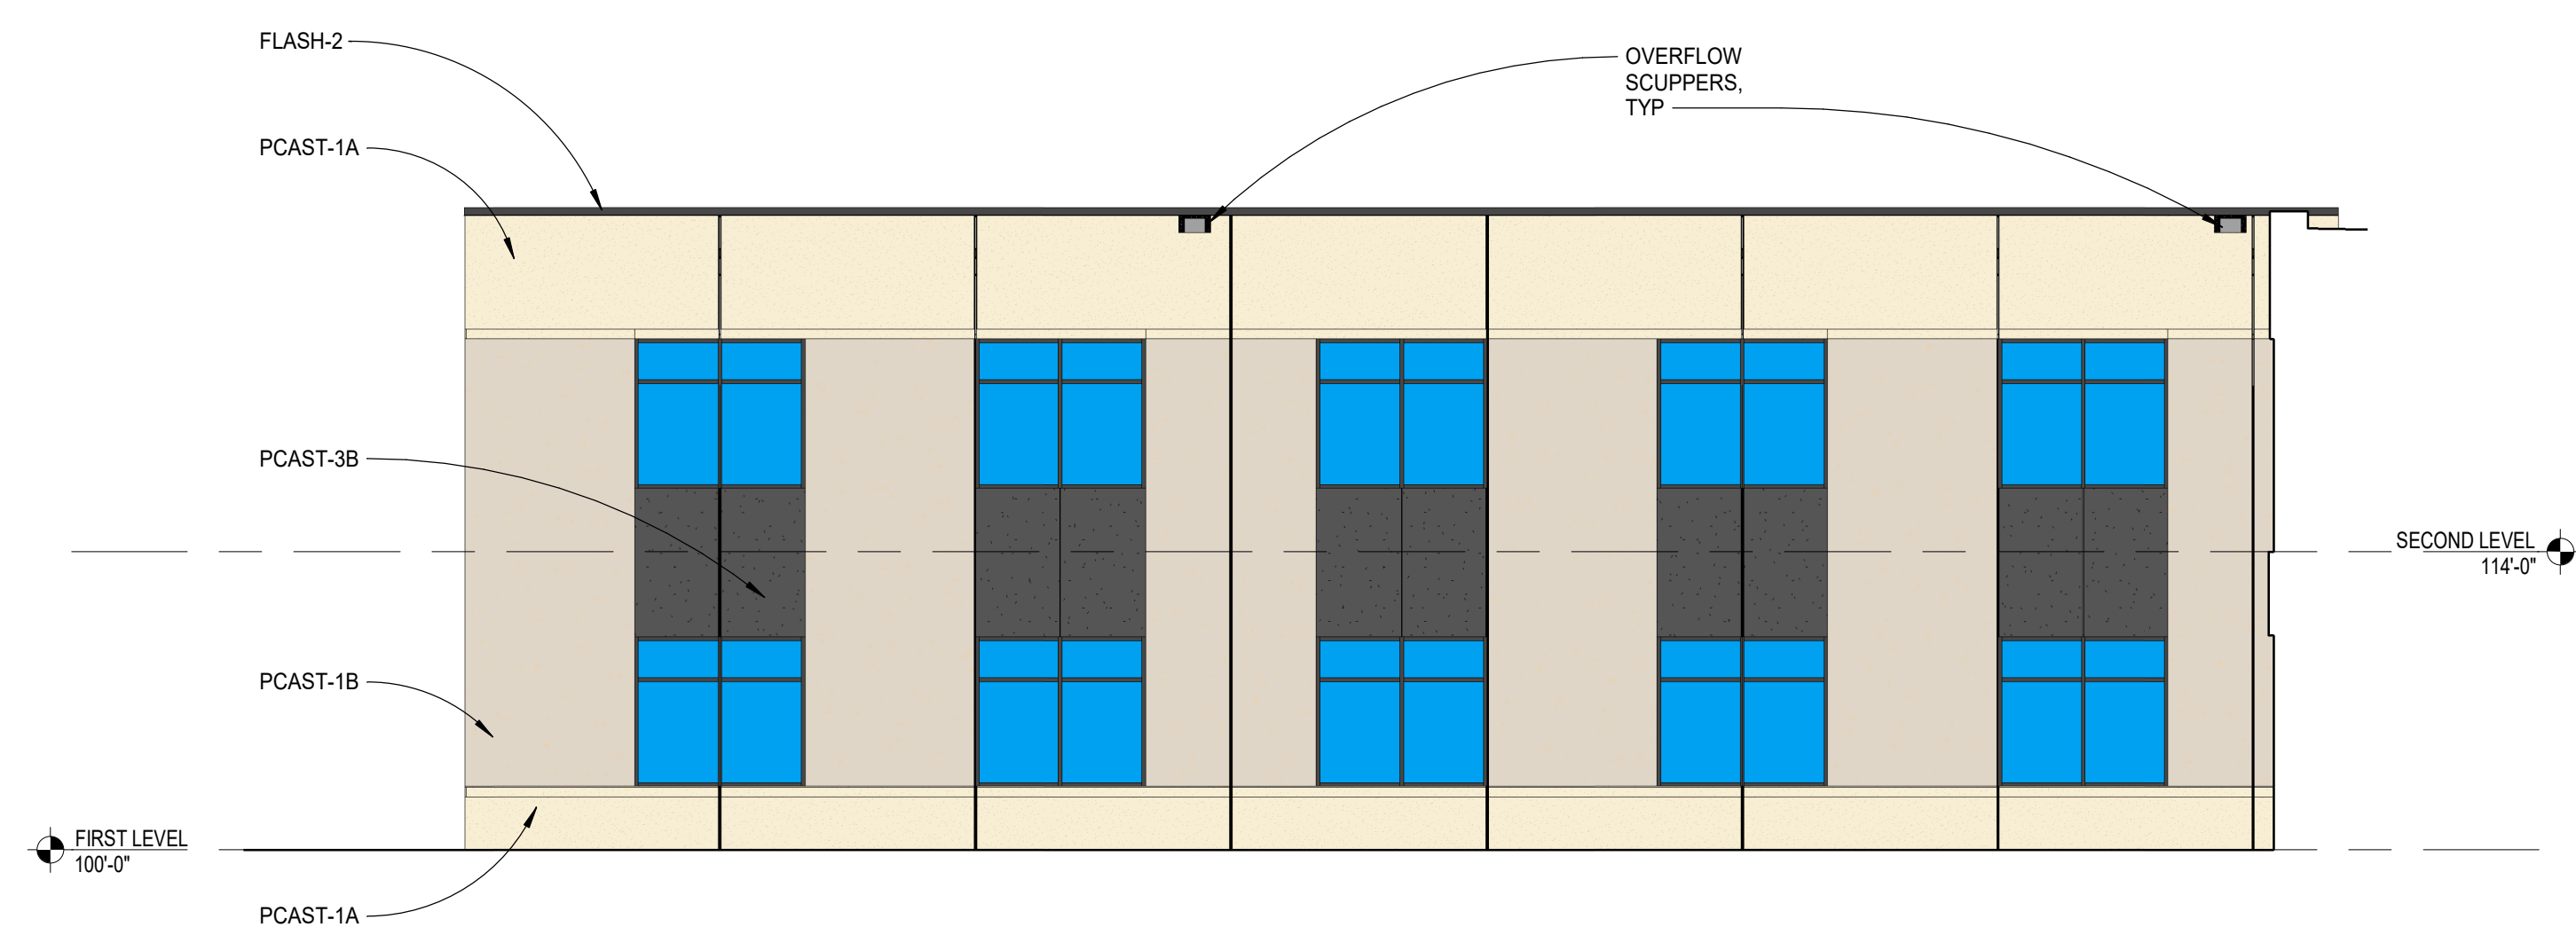 FLASH-2
OVERFLOW
SCUPPERS,
TYP
PCAST-1A
PCAST-3B
SECOND LEVEL
114'-0"
PCAST-1B
FIRST LEVEL
100'-0"
PCAST-1A